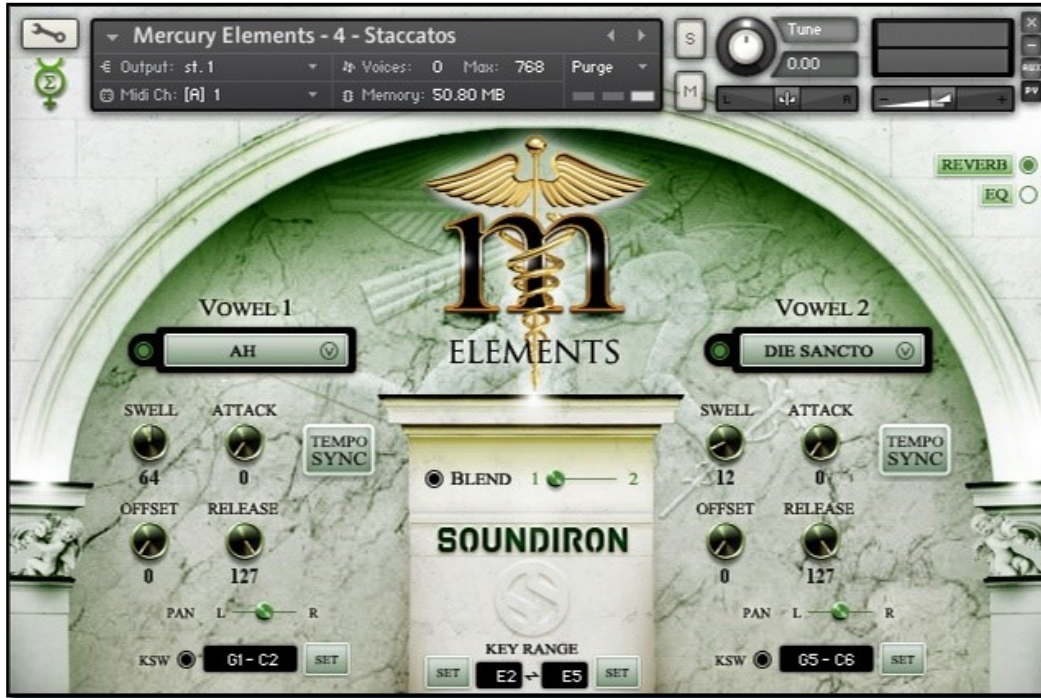 Mercury Elements - 4 - Staccatos
Output: st.1
Voices: 0 Max: 768
Purge
Midi Ch: [A] 1
Memory: 50.80 MB
S
M
Tune
0.00
L R
- +
×
-
AUX
PV
Σ
REVERB
EQ
m
ELEMENTS
VOWEL 1
AH
VOWEL 2
DIE SANCTO
SWELL ATTACK
64 0
TEMPO
SYNC
OFFSET RELEASE
0 127
PAN L R
KSW G1 - C2 SET
BLEND 1 2
SOUNDIRON
KEY RANGE
SET E2 E5 SET
SWELL ATTACK
12 0
TEMPO
SYNC
OFFSET RELEASE
0 127
PAN L R
KSW G5 - C6 SET